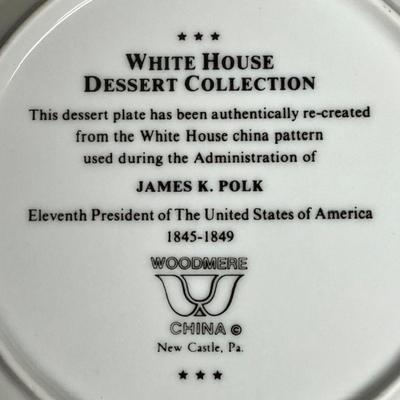 ★ ★ ★
WHITE HOUSE
DESSERT COLLECTION
This dessert plate has been authentically re-created
from the White House china pattern
used during the Administration of
JAMES K. POLK
Eleventh President of The United States of America
1845-1849
WOODMERE
CHINA ©
New Castle, Pa.
★ ★ ★